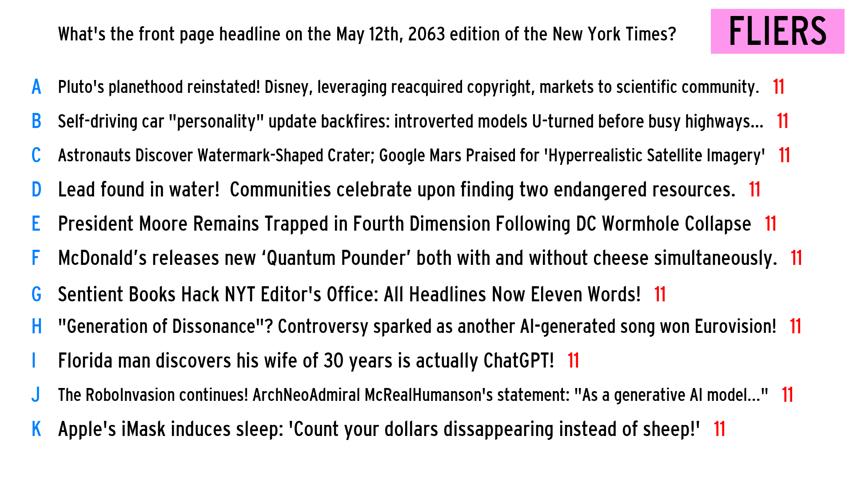 What's the front page headline on the May 12th, 2063 edition of the New York Times?
FLIERS
A Pluto's planethood reinstated! Disney, leveraging reacquired copyright, markets to scientific community. 11
B Self-driving car "personality" update backfires: introverted models U-turned before busy highways... 11
C Astronauts Discover Watermark-Shaped Crater; Google Mars Praised for 'Hyperrealistic Satellite Imagery' 11
D Lead found in water!  Communities celebrate upon finding two endangered resources. 11
E President Moore Remains Trapped in Fourth Dimension Following DC Wormhole Collapse 11
F McDonald’s releases new ‘Quantum Pounder’ both with and without cheese simultaneously. 11
G Sentient Books Hack NYT Editor's Office: All Headlines Now Eleven Words! 11
H "Generation of Dissonance"? Controversy sparked as another AI-generated song won Eurovision! 11
I Florida man discovers his wife of 30 years is actually ChatGPT! 11
J The RoboInvasion continues! ArchNeoAdmiral McRealHumanson's statement: "As a generative AI model..." 11
K Apple's iMask induces sleep: 'Count your dollars dissappearing instead of sheep!' 11